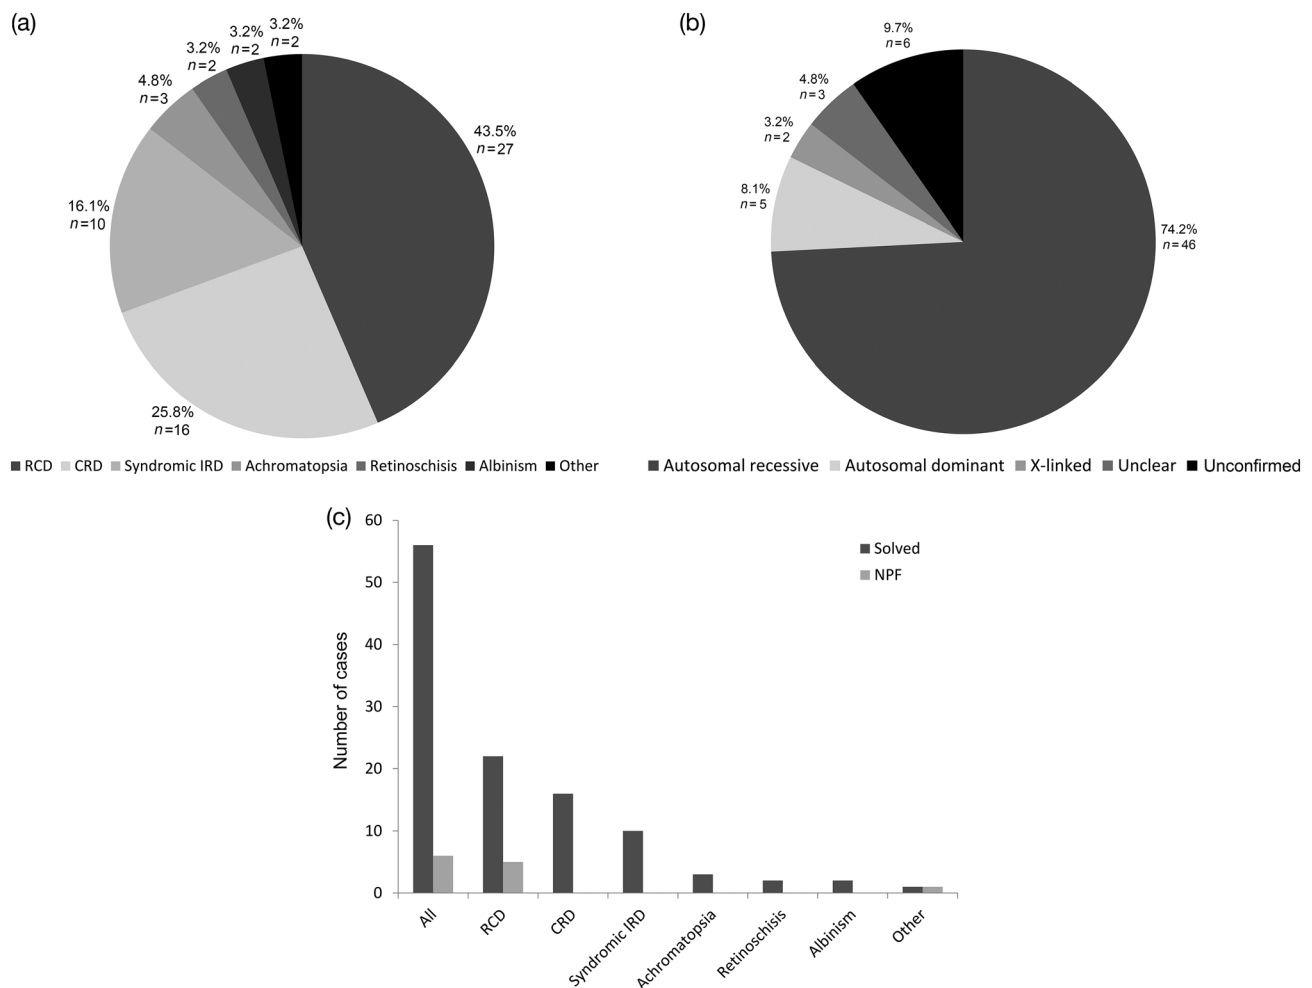 (a)
3.2%
n=2
3.2%
n=2
3.2%
n=2
4.8%
n=3
16.1%
n=10
25.8%
n=16
43.5%
n=27
RCD CRD Syndromic IRD Achromatopsia Retinoschisis Albinism Other
(b)
9.7%
n=6
4.8%
n=3
3.2%
n=2
8.1%
n=5
74.2%
n=46
Autosomal recessive Autosomal dominant X-linked Unclear Unconfirmed
(c)
Number of cases
60
50
40
30
20
10
0
Solved
NPF
All
RCD
CRD
Syndromic IRD
Achromatopsia
Retinoschisis
Albinism
Other